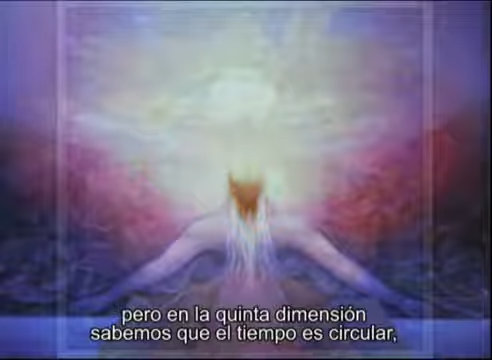 pero en la quinta dimensión
sabemos que el tiempo es circular,